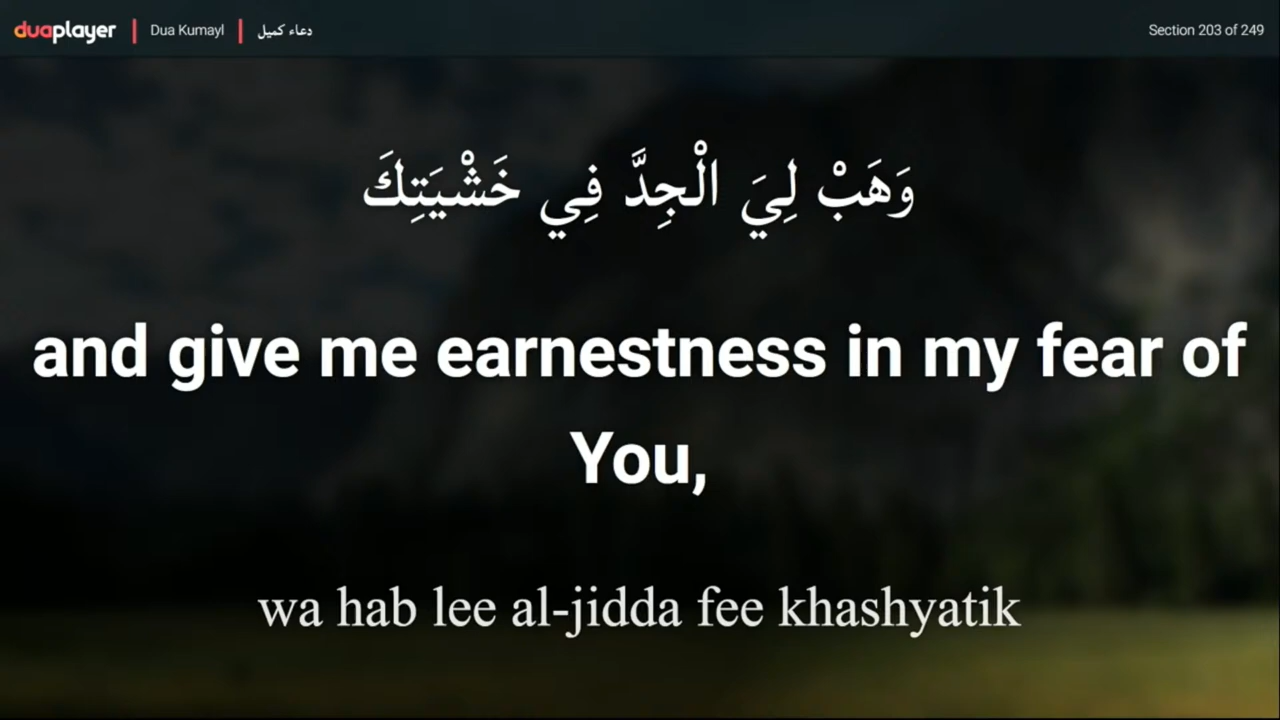 duaplayer | Dua Kumayl | دعاء كميل Section 203 of 249
وَهَبْ لِيَ الْجِدَّ فِي خَشْيَتِكَ
and give me earnestness in my fear of
You,
wa hab lee al-jidda fee khashyatik